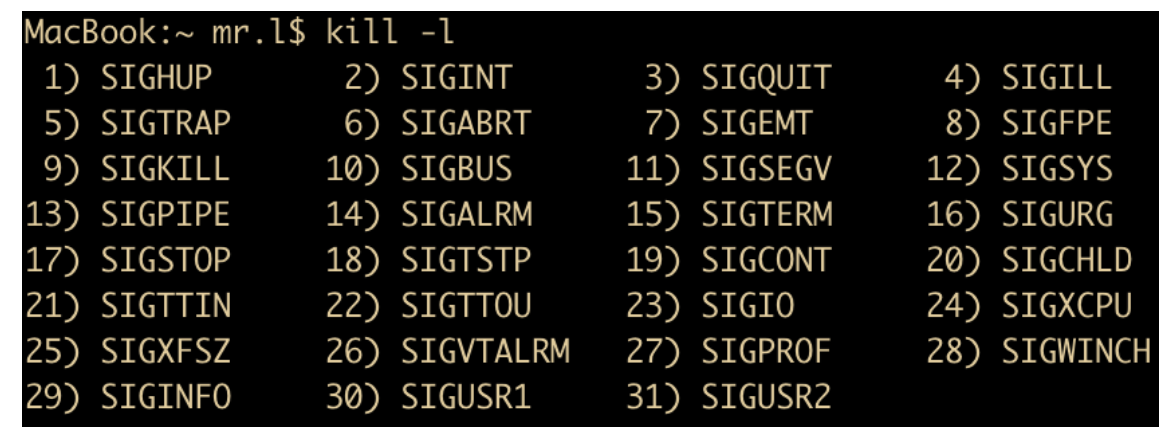 MacBook:~ mr.l$ kill -l
1) SIGHUP 2) SIGINT 3) SIGQUIT 4) SIGILL
5) SIGTRAP 6) SIGABRT 7) SIGEMT 8) SIGFPE
9) SIGKILL 10) SIGBUS 11) SIGSEGV 12) SIGSYS
13) SIGPIPE 14) SIGALRM 15) SIGTERM 16) SIGURG
17) SIGSTOP 18) SIGTSTP 19) SIGCONT 20) SIGCHLD
21) SIGTTIN 22) SIGTTOU 23) SIGIO 24) SIGXCPU
25) SIGXFSZ 26) SIGVTALRM 27) SIGPROF 28) SIGWINCH
29) SIGINFO 30) SIGUSR1 31) SIGUSR2